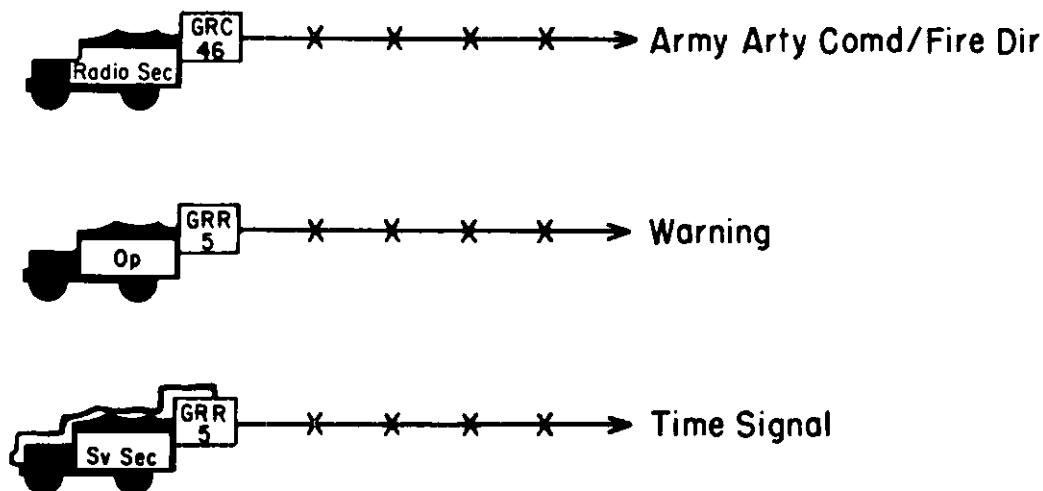 GRC
46
Radio Sec
Army Arty Comd/Fire Dir
GRR
5
Op
Warning
GRR
5
Sv Sec
Time Signal